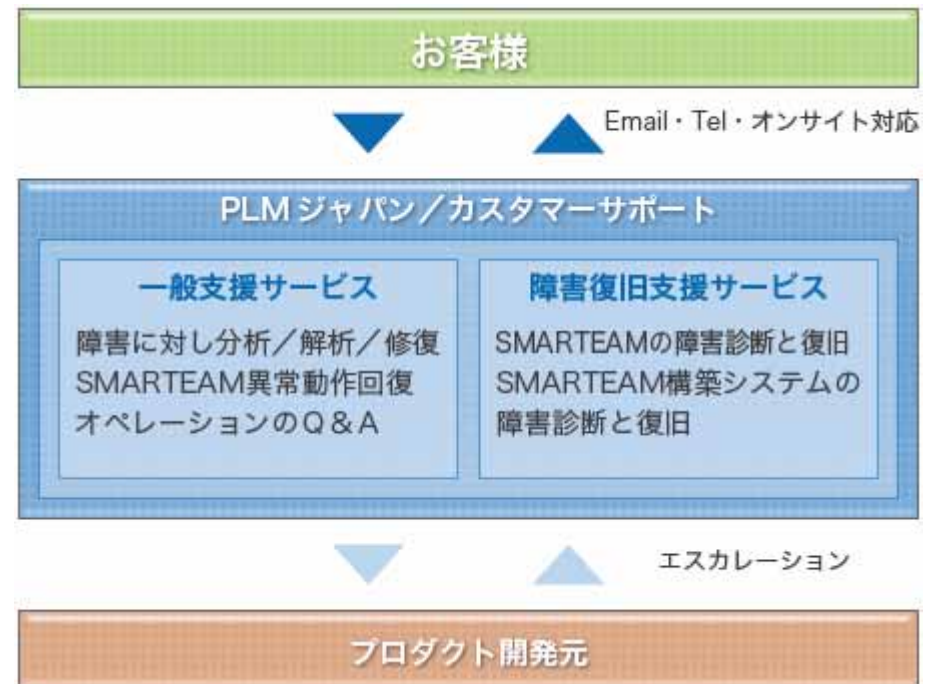 お客様
Email・Tel・オンサイト対応
PLMジャパン／カスタマーサポート
一般支援サービス
障害に対し分析／解析／修復
SMARTEAM異常動作回復
オペレーションのQ＆A
障害復旧支援サービス
SMARTEAMの障害診断と復旧
SMARTEAM構築システムの
障害診断と復旧
エスカレーション
プロダクト開発元